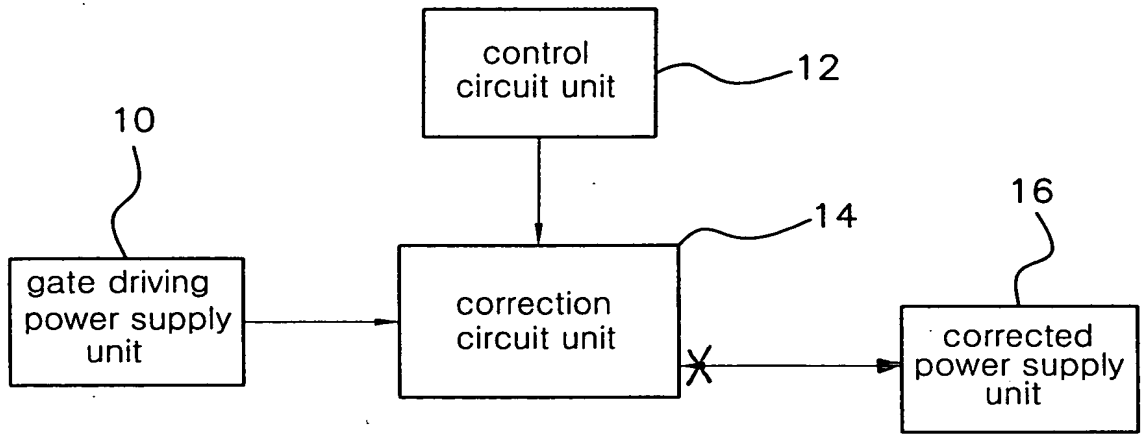 control
circuit unit
12
10
16
14
gate driving
power supply
unit
correction
circuit unit
corrected
power supply
unit